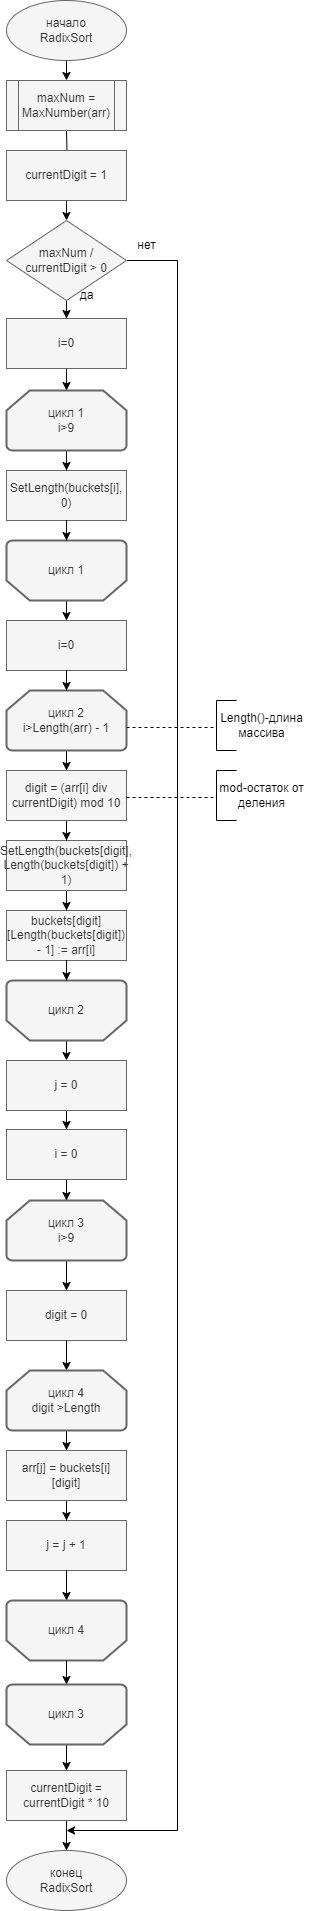 начало
RadixSort
maxNum =
MaxNumber(arr)
currentDigit = 1
maxNum /
currentDigit > 0
нет
да
i=0
цикл 1
i>9
SetLength(buckets[i],
0)
цикл 1
i=0
цикл 2
i>Length(arr) - 1
Length()-длина
массива
digit = (arr[i] div
currentDigit) mod 10
mod-остаток от
деления
SetLength(buckets[digit],
Length(buckets[digit]) +
1)
buckets[digit]
[Length(buckets[digit])
- 1] := arr[i]
цикл 2
j = 0
i = 0
цикл 3
i>9
digit = 0
цикл 4
digit >Length
arr[j] = buckets[i]
[digit]
j = j + 1
цикл 4
цикл 3
currentDigit =
currentDigit * 10
конец
RadixSort